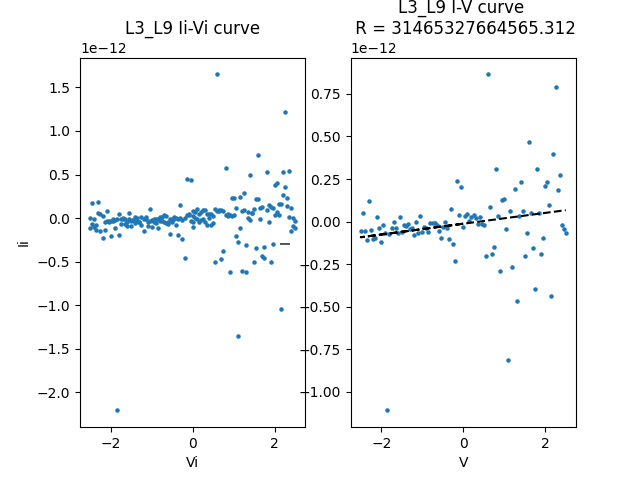 L3_L9 Ii-Vi curve
1e−12
1.5
1.0
0.5
0.0
−0.5
−1.0
−1.5
−2.0
Ii
−2
0
2
Vi
L3_L9 I-V curve
R = 31465327664565.312
1e−12
0.75
0.50
0.25
0.00
−0.25
−0.50
−0.75
−1.00
I
−2
0
2
V